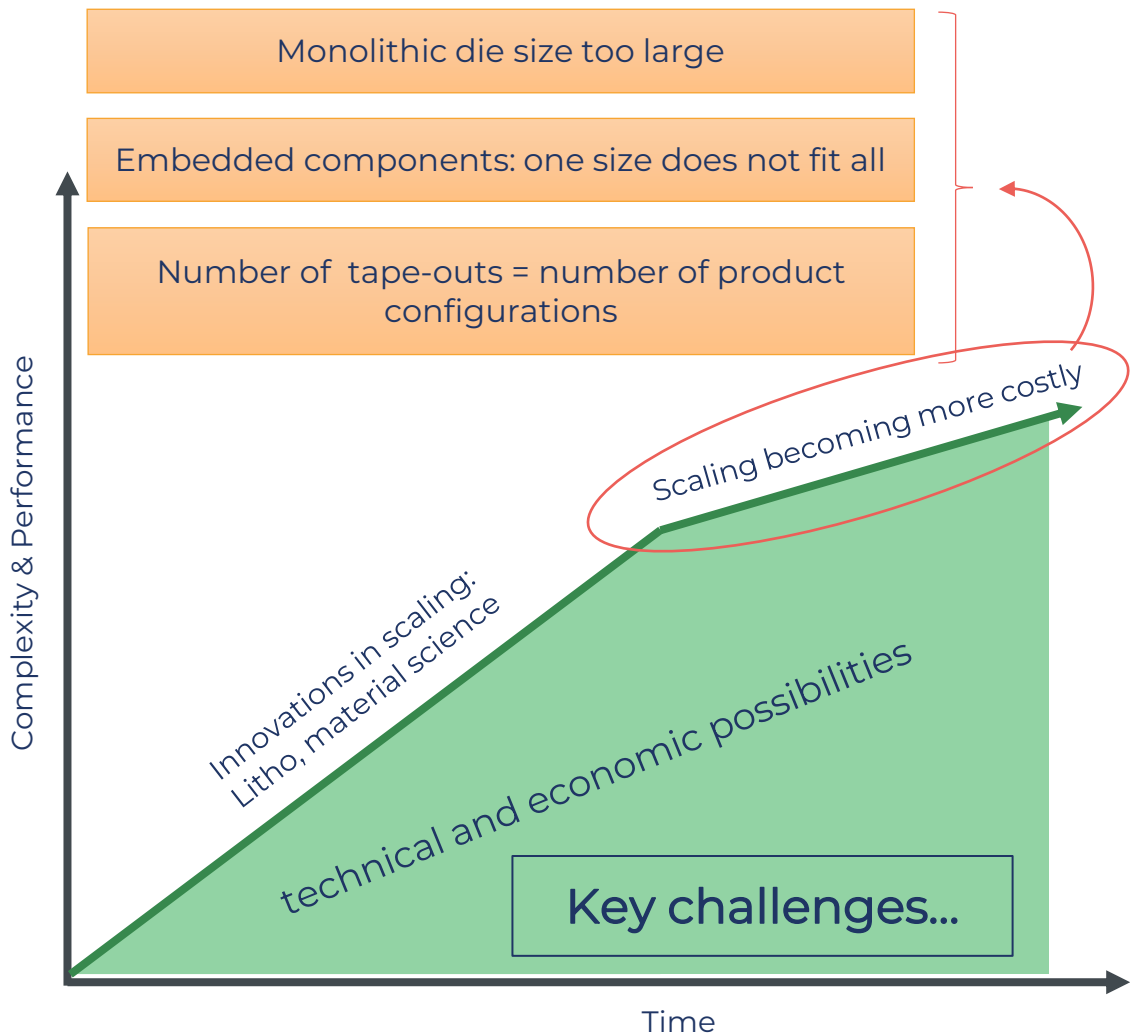 Monolithic die size too large
Embedded components: one size does not fit all
Number of  tape-outs = number of product
configurations
Complexity & Performance
Scaling becoming more costly
Innovations in scaling:
Litho, material science
technical and economic possibilities
Key challenges...
Time